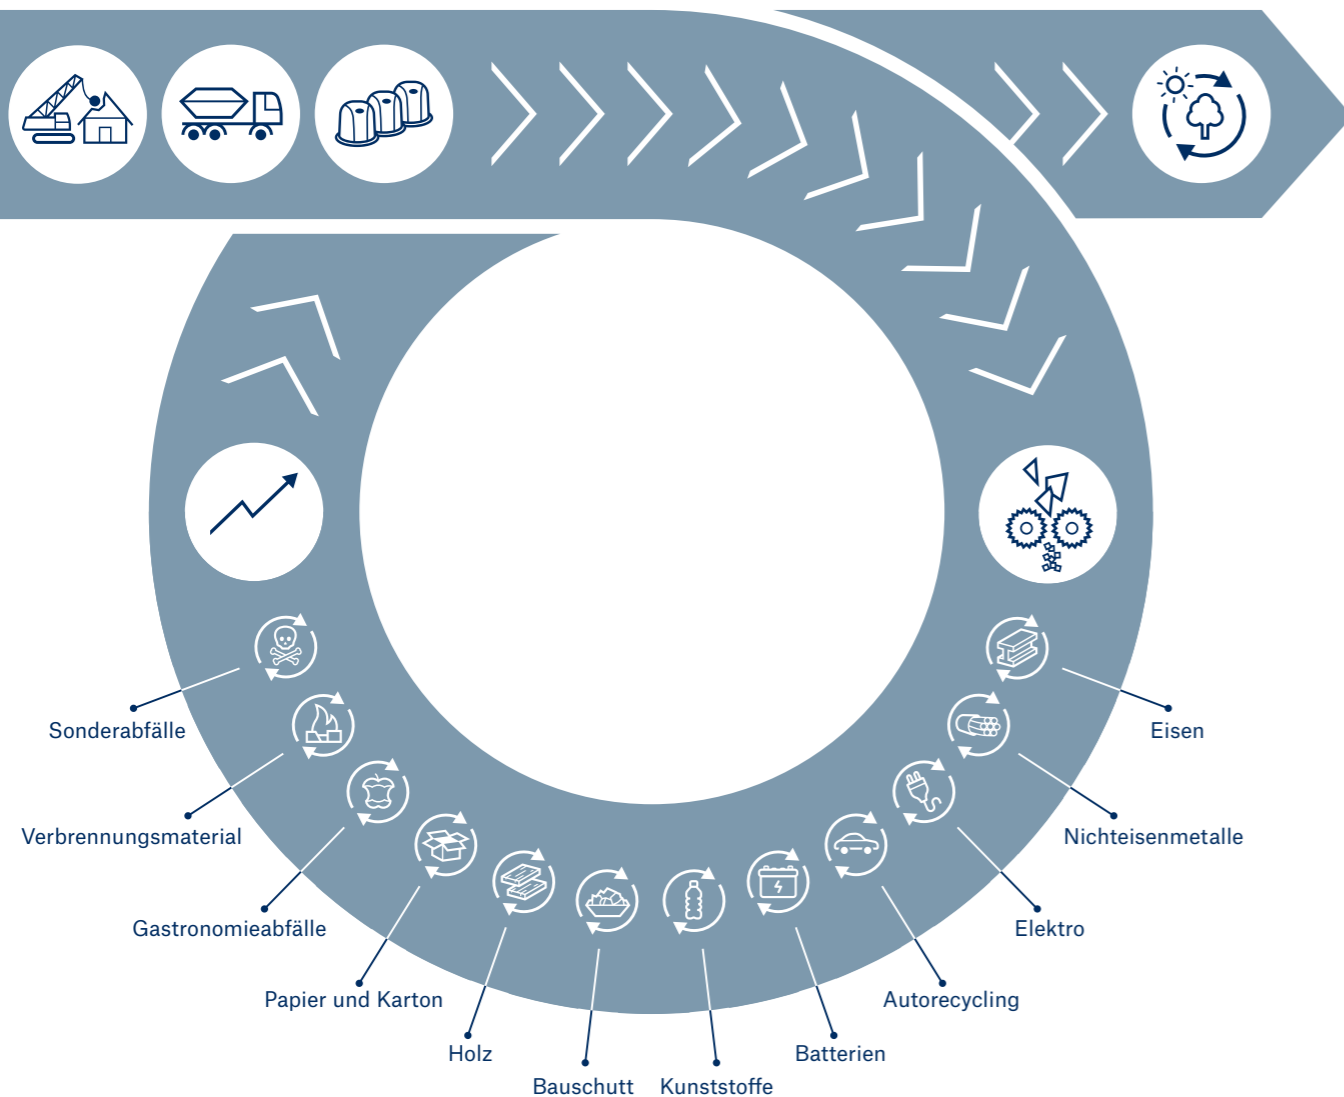 Sonderabfälle
Eisen
Verbrennungsmaterial
Nichteisenmetalle
Gastronomieabfälle
Elektro
Papier und Karton
Autorecycling
Holz
Batterien
Bauschutt
Kunststoffe